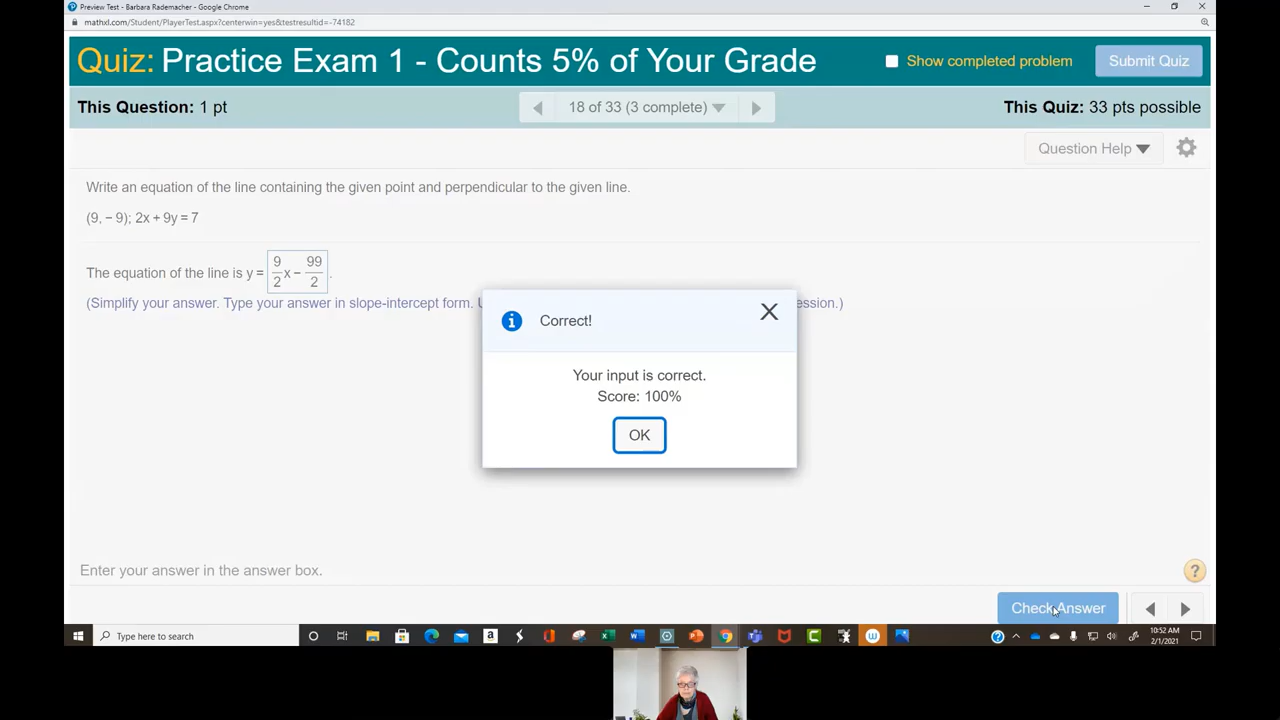 Preview Test - Barbara Rademacher - Google Chrome
mathxl.com/Student/PlayerTest.aspx?centerwin=yes&testresultid=-74182
Quiz: Practice Exam 1 - Counts 5% of Your Grade
Show completed problem
Submit Quiz
This Question: 1 pt
18 of 33 (3 complete)
This Quiz: 33 pts possible
Question Help
Write an equation of the line containing the given point and perpendicular to the given line.
(9, − 9); 2x + 9y = 7
The equation of the line is y = 9/2 x − 99/2 .
(Simplify your answer. Type your answer in slope-intercept form. ession.)
Correct!
Your input is correct.
Score: 100%
OK
Enter your answer in the answer box.
?
Check Answer
Type here to search
10:52 AM
2/1/2021